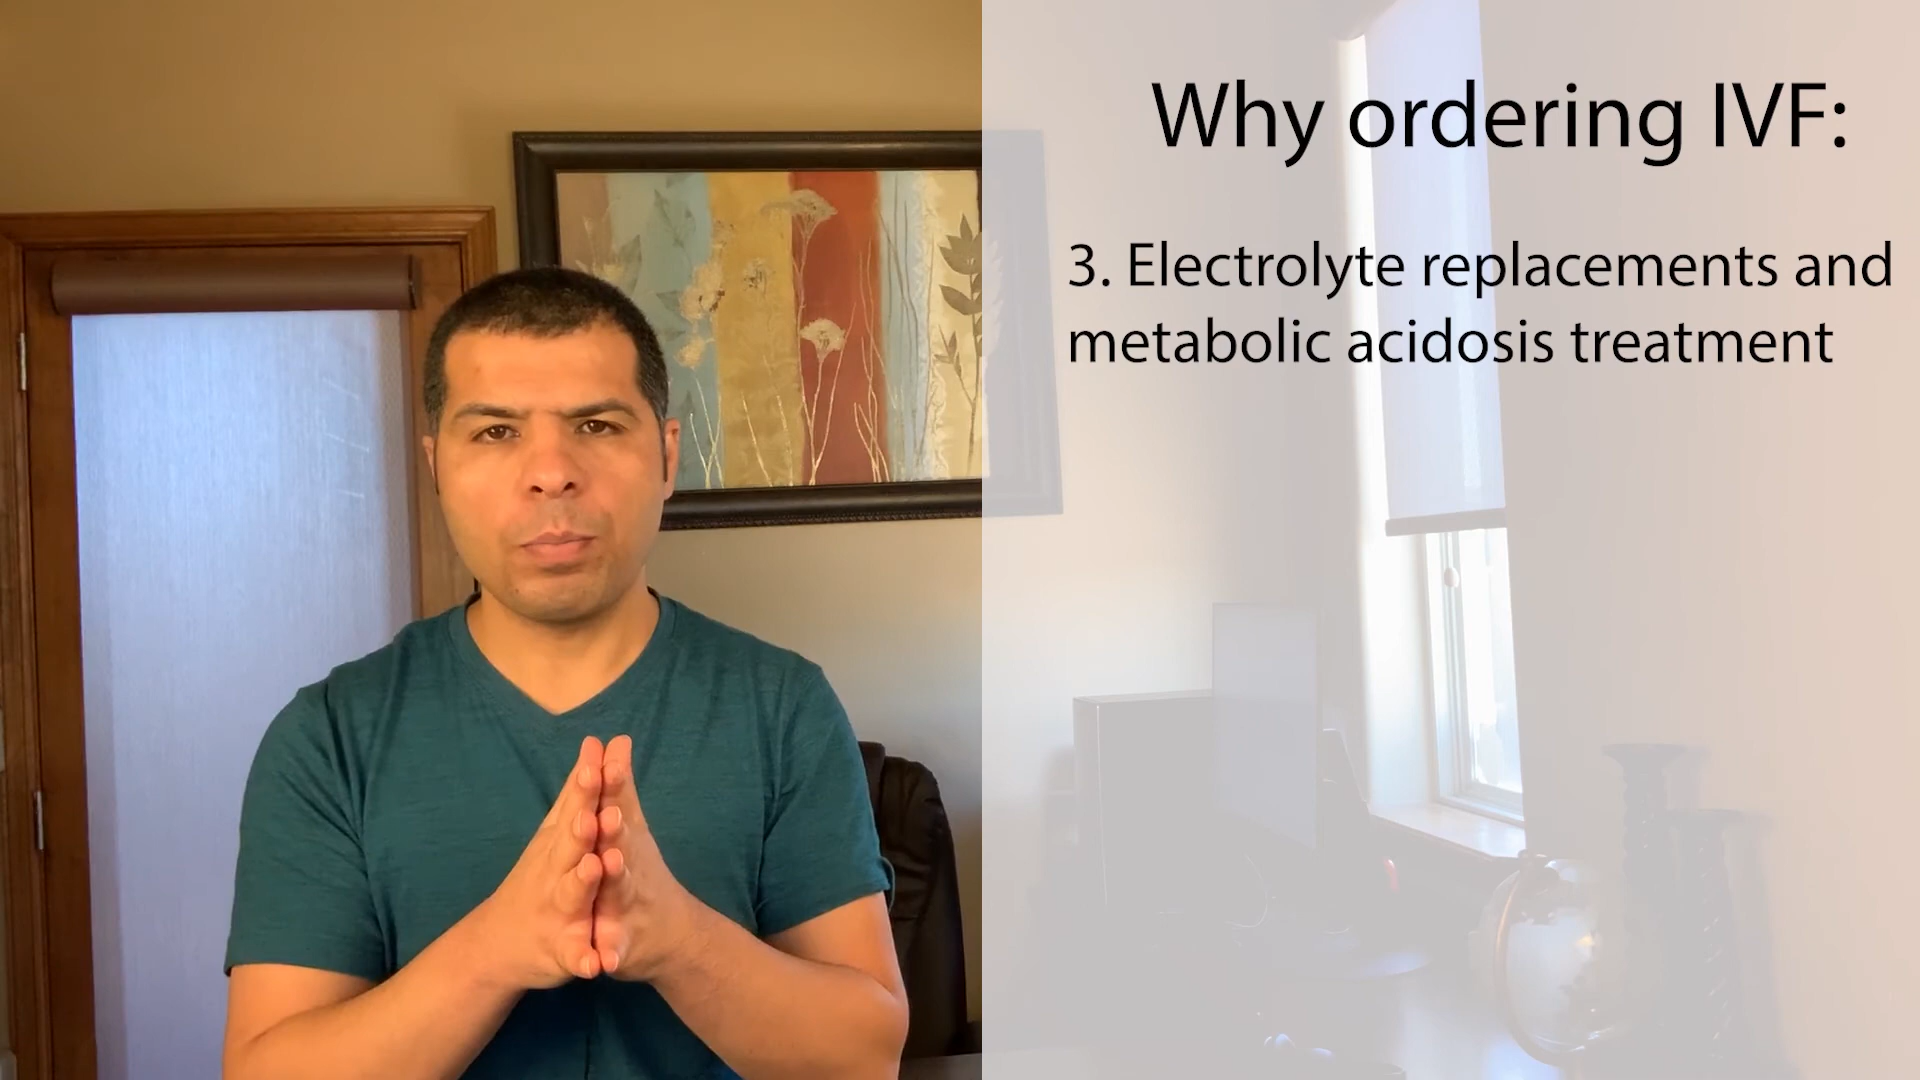 Why ordering IVF:
3. Electrolyte replacements and
metabolic acidosis treatment